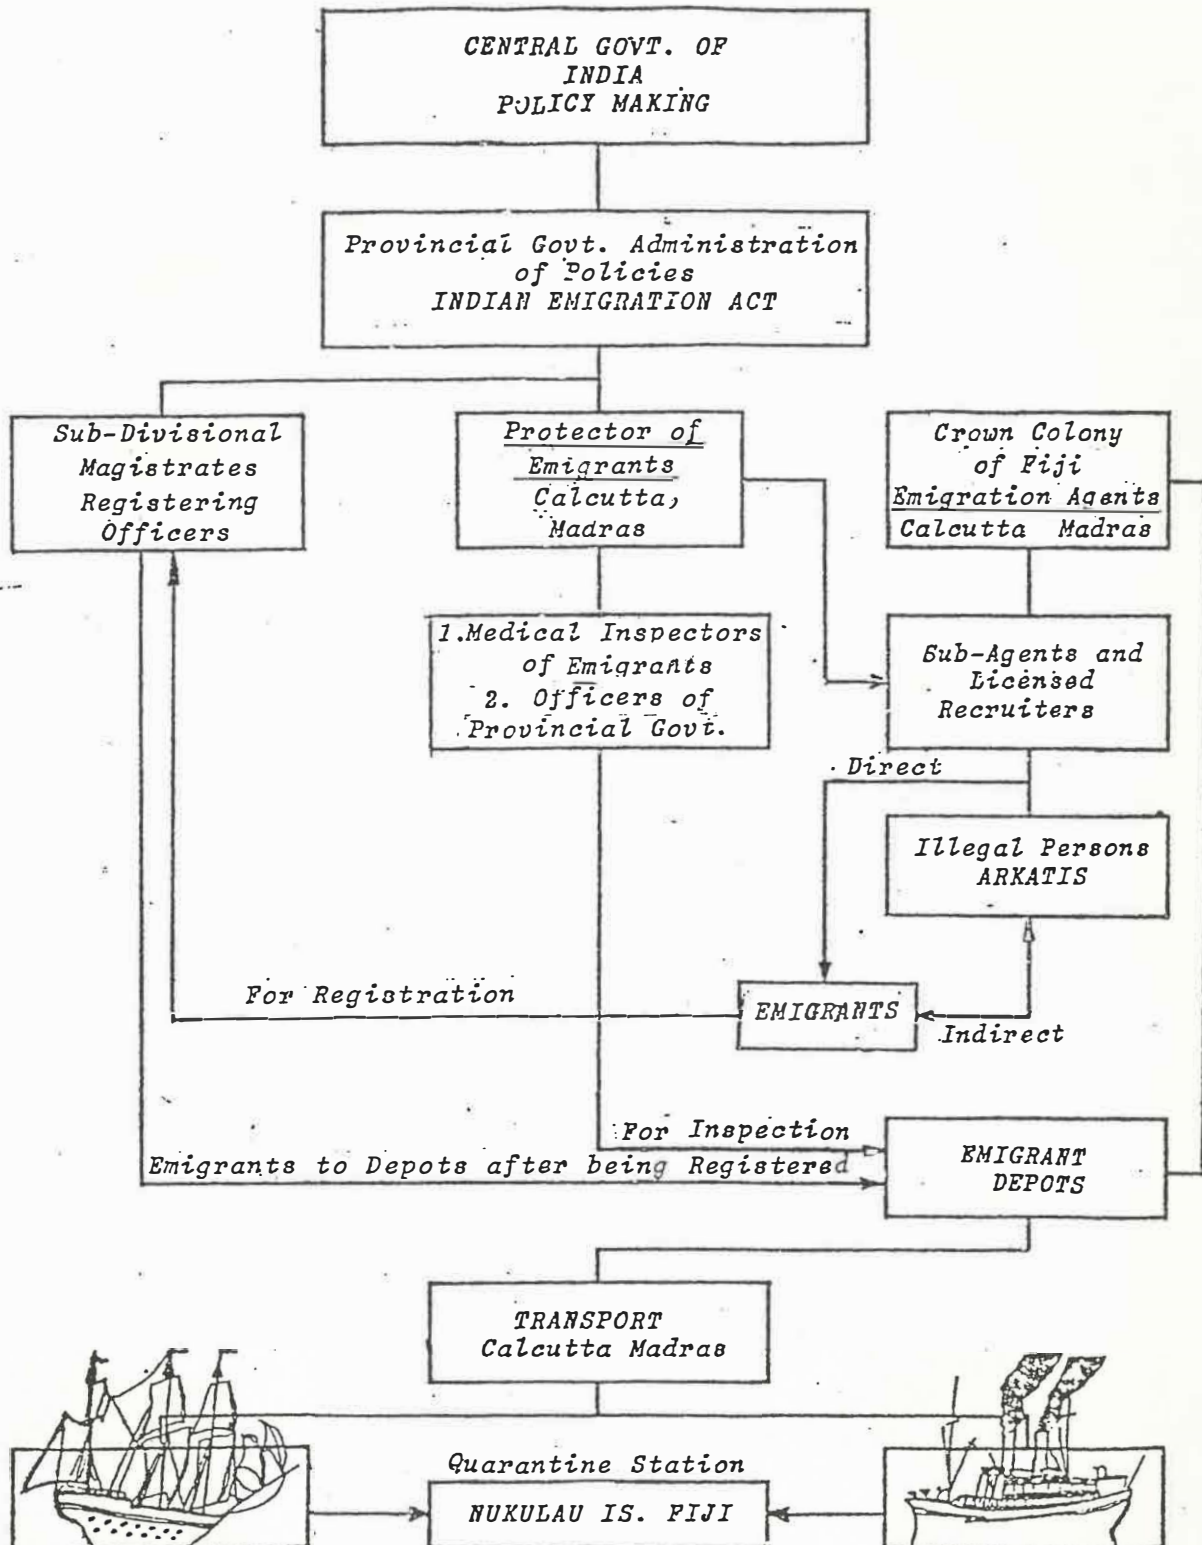 CENTRAL GOVT. OF
INDIA
POLICY MAKING
Provincial Govt. Administration
of Policies
INDIAN EMIGRATION ACT
Sub-Divisional
Magistrates
Registering
Officers
Protector of
Emigrants
Calcutta,
Madras
Crown Colony
of Fiji
Emigration Agents
Calcutta Madras
1.Medical Inspectors
of Emigrants
2. Officers of
Provincial Govt.
Sub-Agents and
Licensed
Recruiters
Direct
Illegal Persons
ARKATIS
For Registration
EMIGRANTS
Indirect
For Inspection
Emigrants to Depots after being Registered
EMIGRANT
DEPOTS
TRANSPORT
Calcutta Madras
Quarantine Station
NUKULAU IS. FIJI